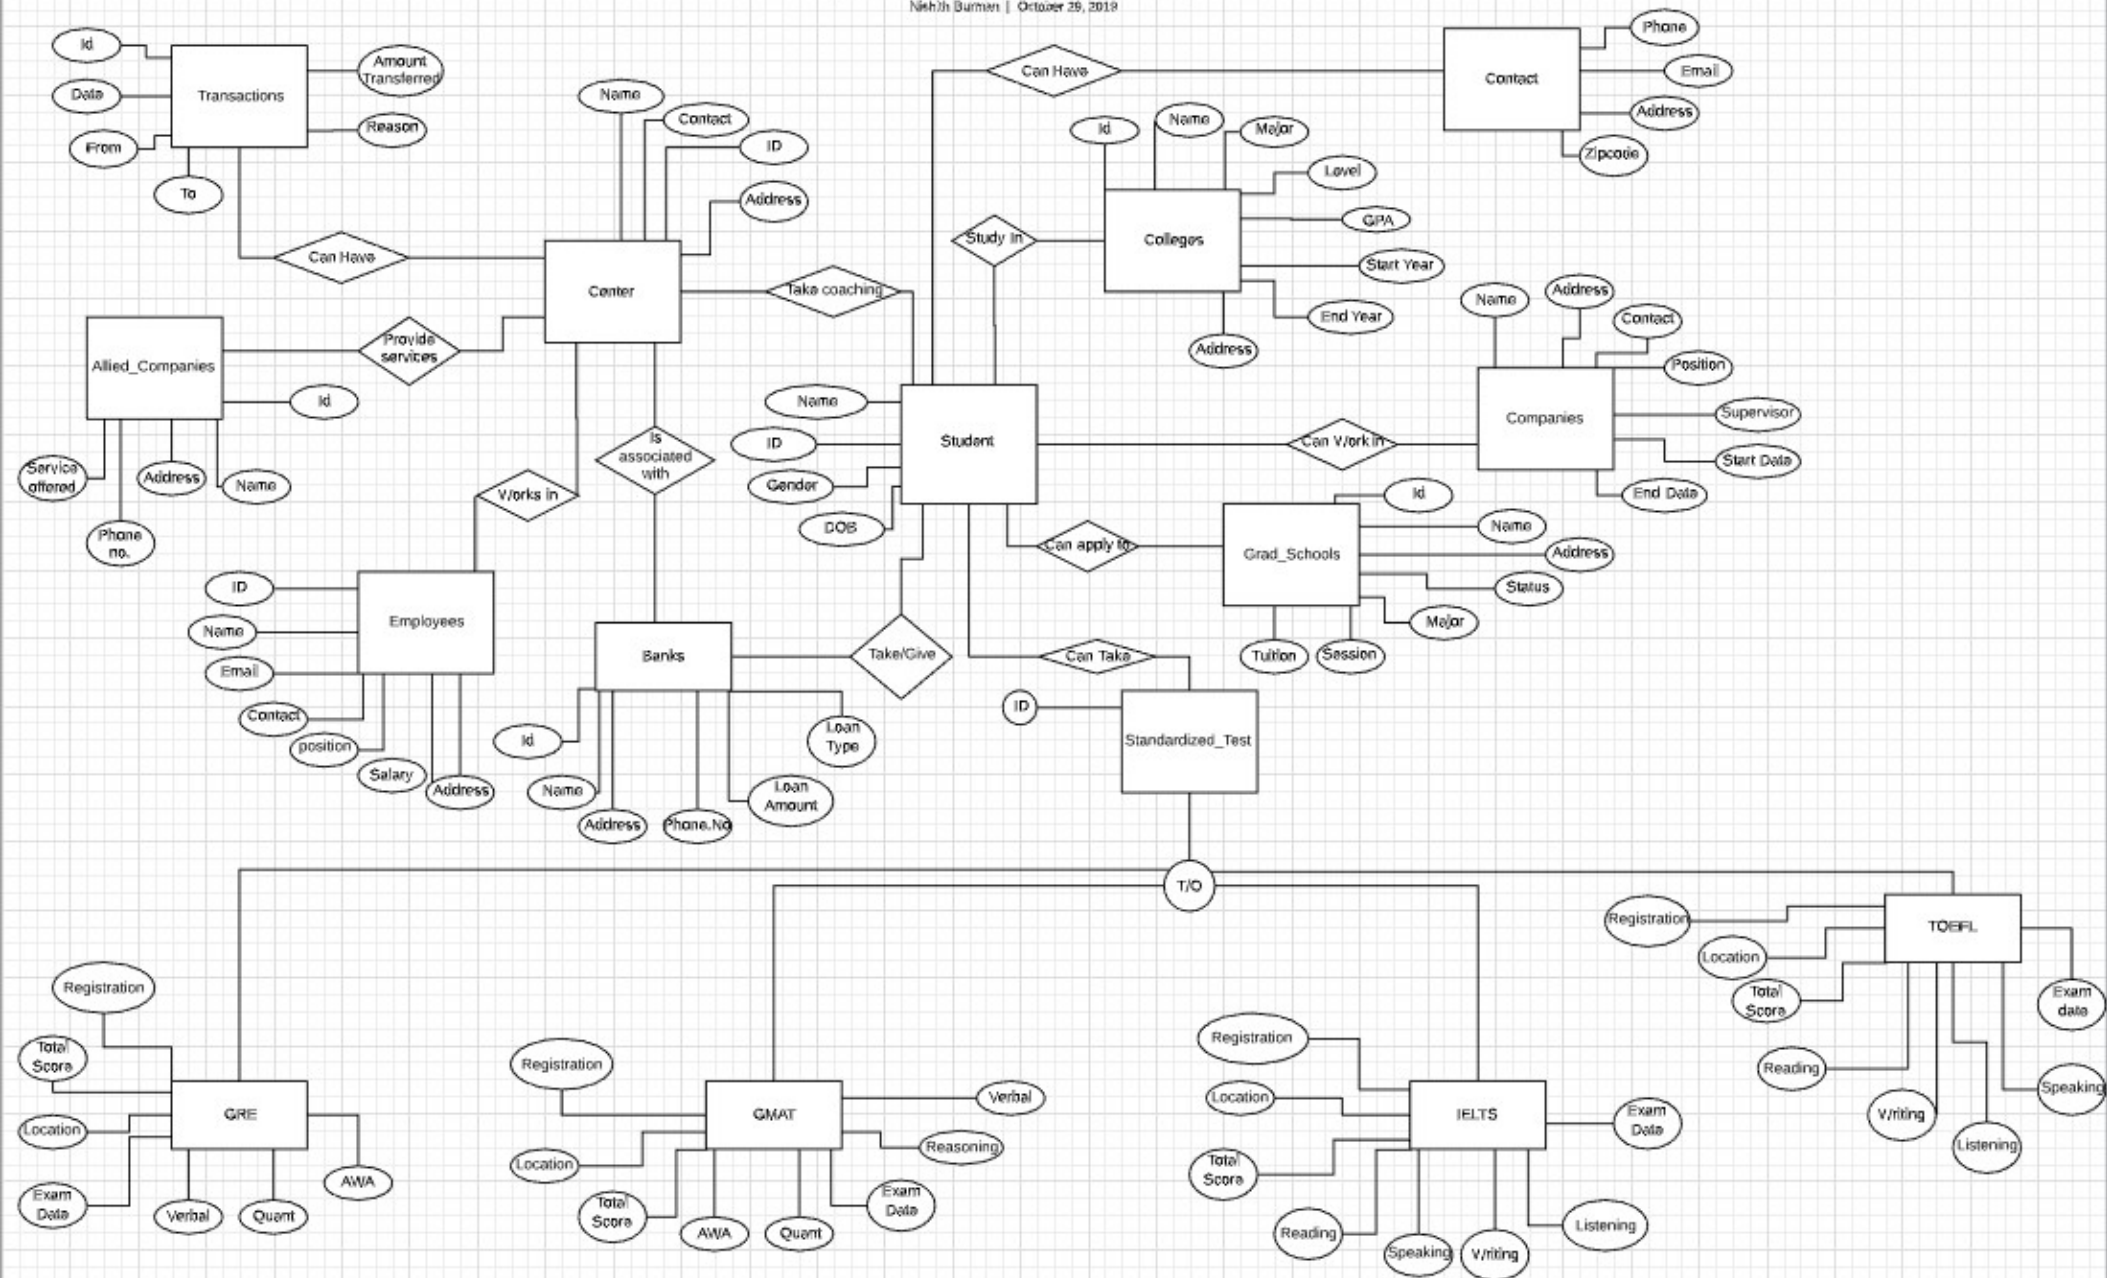 Nishith Burman | October 29, 2019
Id
Amount
Transferred
Transactions
Date
Reason
From
To
Can Have
Name
Contact
ID
Address
Center
Can Have
Contact
Phone
Email
Address
Zipcode
Id
Name
Major
Level
GPA
Colleges
Study In
Start Year
End Year
Address
Take coaching
Provide
services
Allied_Companies
Id
Service
offered
Address
Name
Phone
no.
Is
associated
with
Works in
Name
ID
Gender
DOB
Student
Name
Address
Contact
Position
Companies
Supervisor
Start Date
End Date
Can Work in
Can apply to
Id
Name
Grad_Schools
Address
Status
Major
Tuition
Session
ID
Name
Email
Employees
Contact
position
Salary
Address
Banks
Take/Give
Id
Loan
Type
Name
Loan
Amount
Address
Phone.No
Can Take
ID
Standardized_Test
T/O
Registration
Location
Total
Score
TOEFL
Exam
date
Reading
Writing
Listening
Speaking
Registration
Total
Score
GRE
Location
Exam
Date
Verbal
Quant
AWA
Registration
GMAT
Verbal
Location
Reasoning
Total
Score
AWA
Quant
Exam
Date
Registration
Location
IELTS
Exam
Date
Total
Score
Reading
Speaking
Writing
Listening